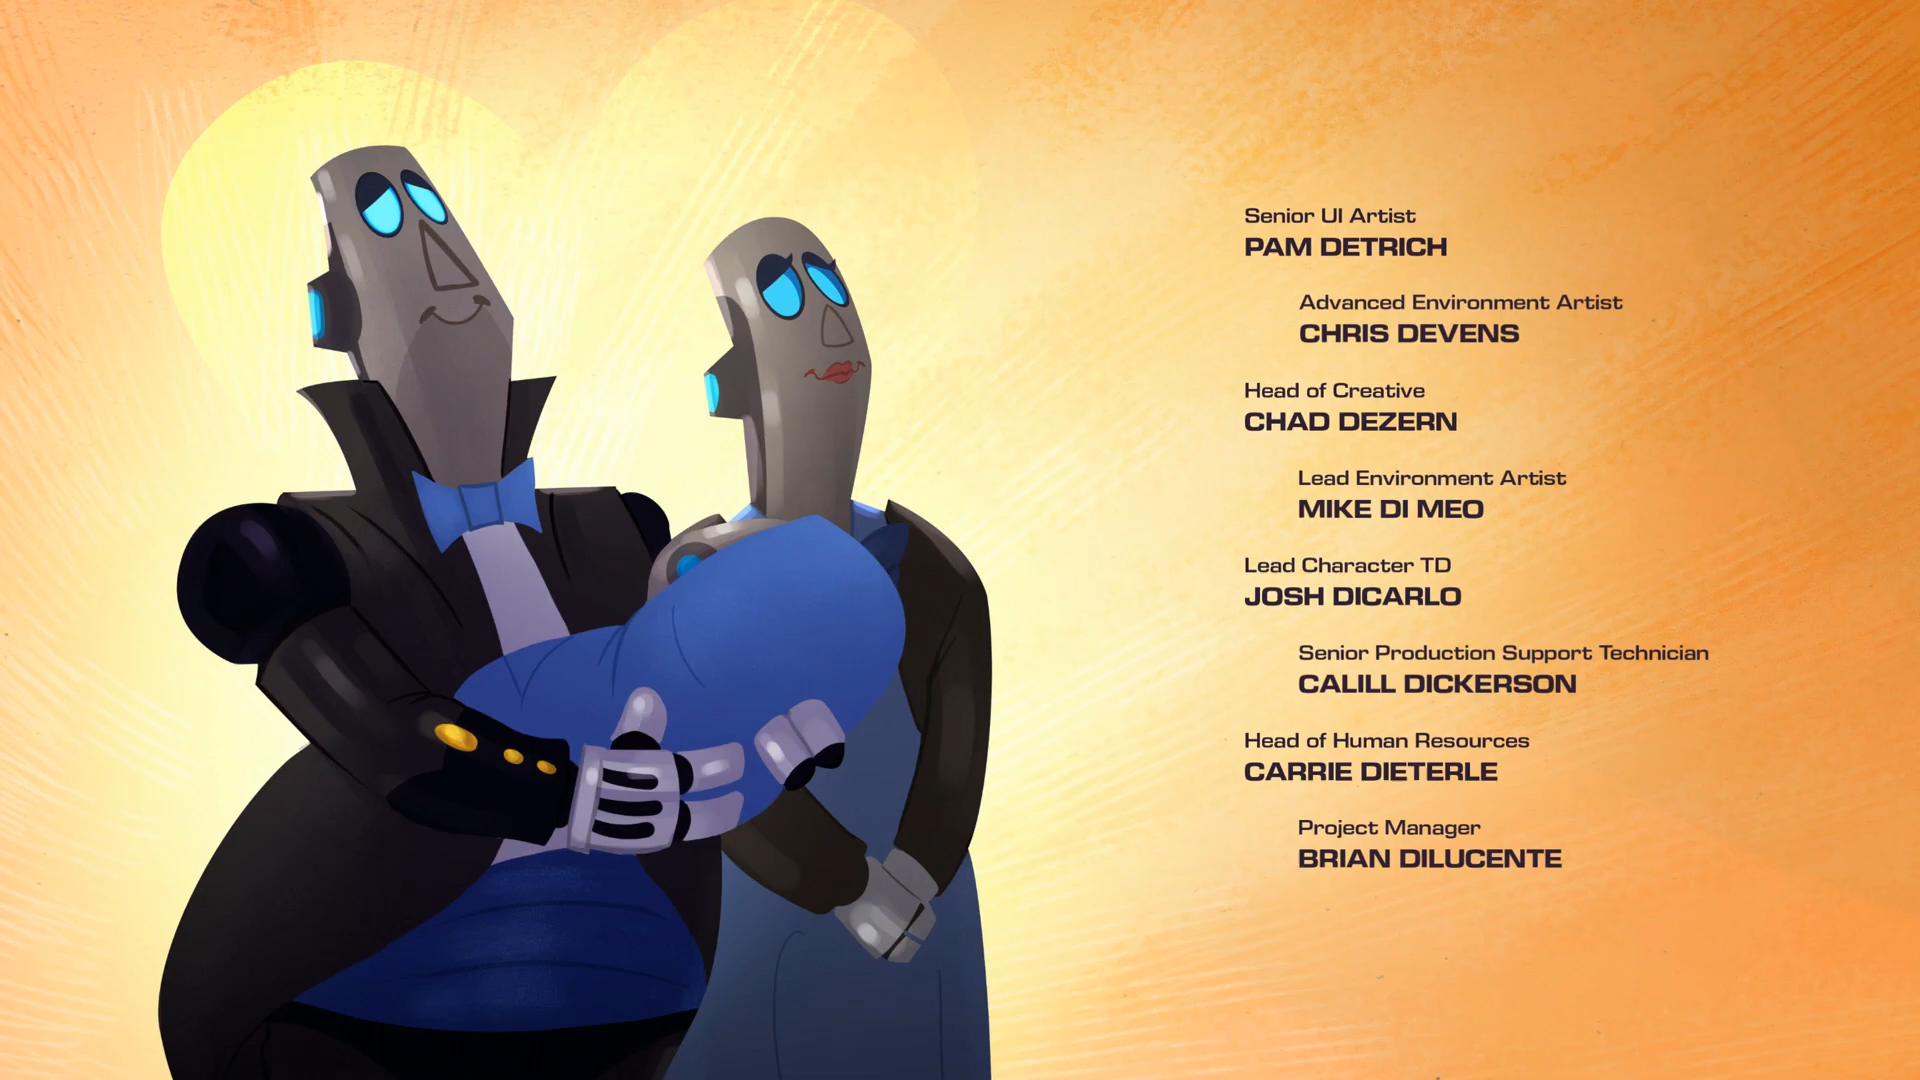 Senior UI Artist
PAM DETRICH
Advanced Environment Artist
CHRIS DEVENS
Head of Creative
CHAD DEZERN
Lead Environment Artist
MIKE DI MEO
Lead Character TD
JOSH DICARLO
Senior Production Support Technician
CALILL DICKERSON
Head of Human Resources
CARRIE DIETERLE
Project Manager
BRIAN DILUCENTE